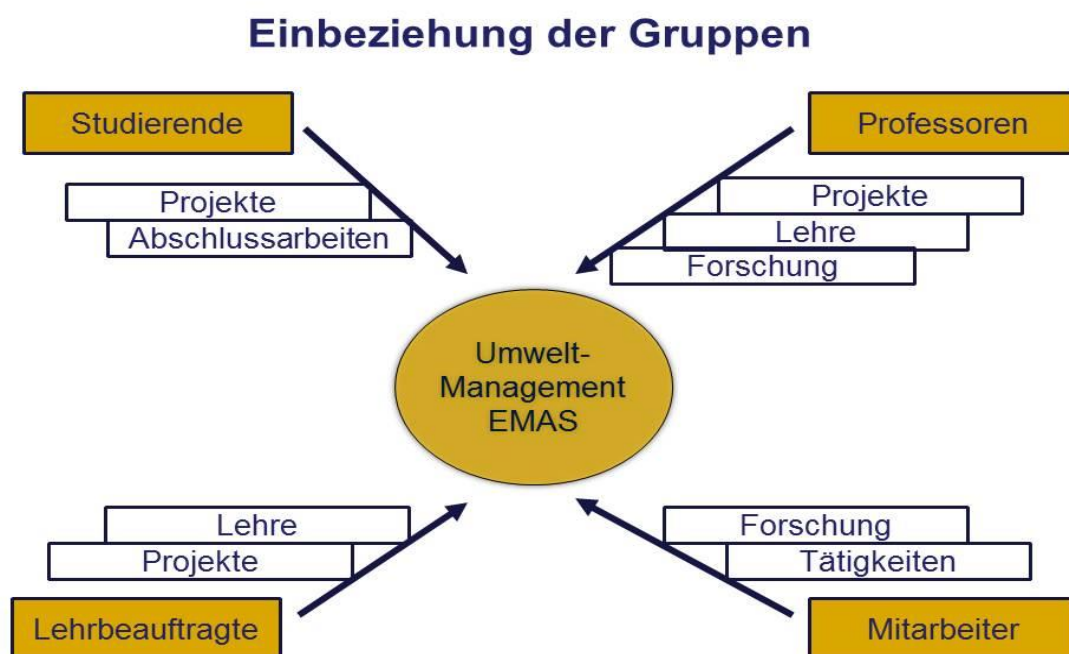 Einbeziehung der Gruppen
Studierende
Professoren
Projekte
Abschlussarbeiten
Projekte
Lehre
Forschung
Umwelt-
Management
EMAS
Lehre
Projekte
Forschung
Tätigkeiten
Lehrbeauftragte
Mitarbeiter